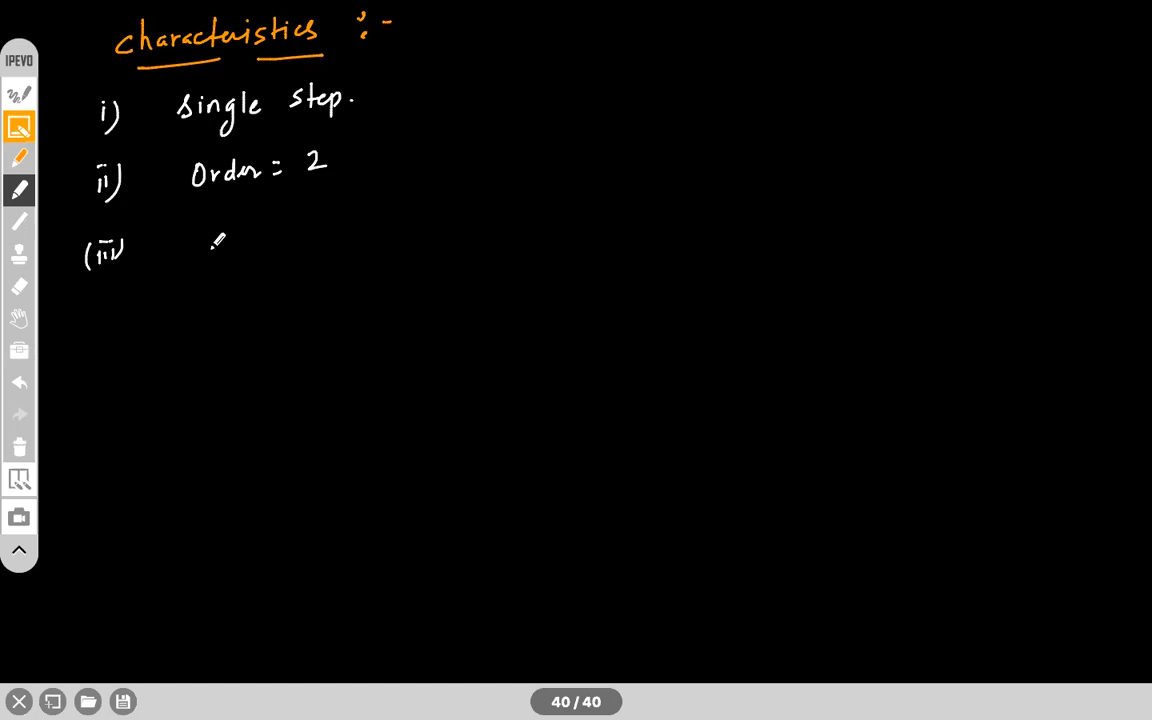 characteristics :-
IPEVO
i) single step.
ii) Order = 2
(iii)
40 / 40